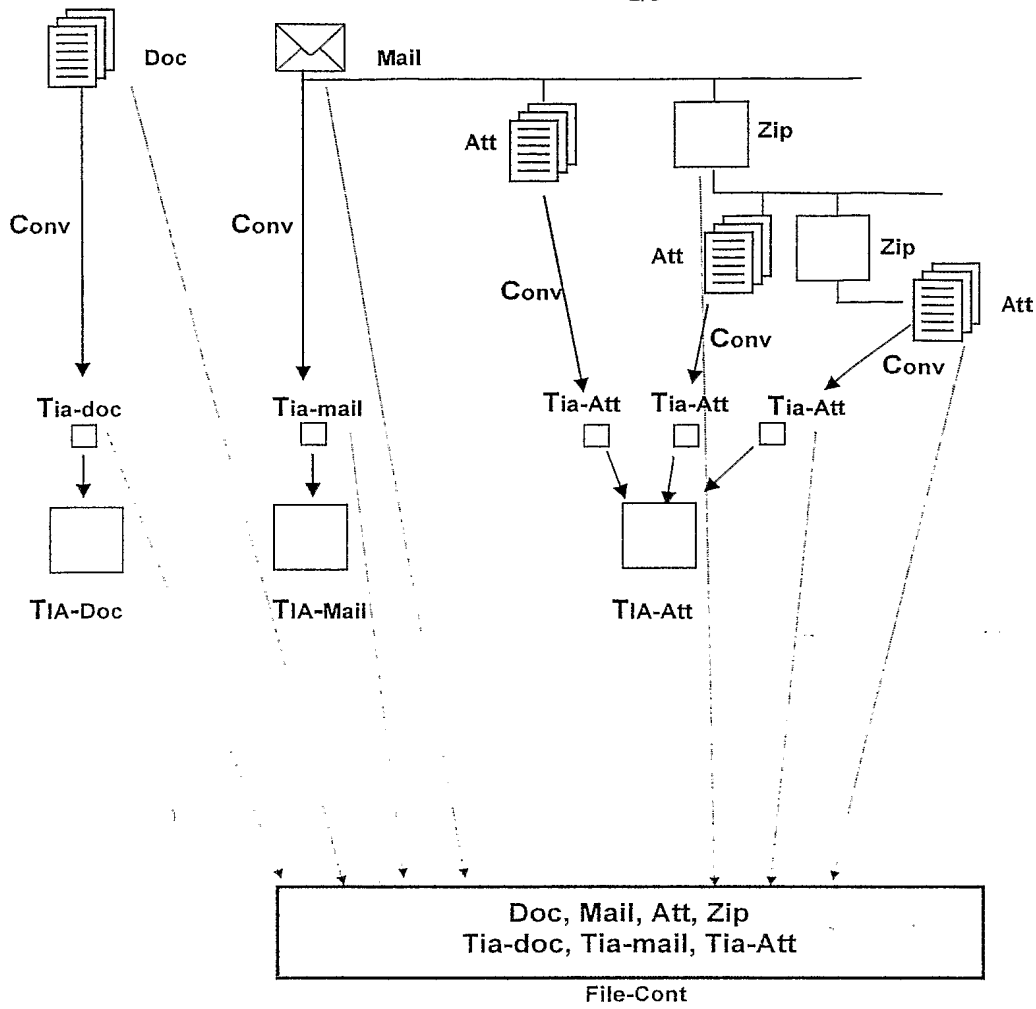 Doc
Mail
Att
Zip
Conv
Conv
Att
Zip
Conv
Att
Conv
Conv
Tia-doc
Tia-mail
Tia-Att
Tia-Att
Tia-Att
TIA-Doc
TIA-Mail
TIA-Att
Doc, Mail, Att, Zip
Tia-doc, Tia-mail, Tia-Att
File-Cont